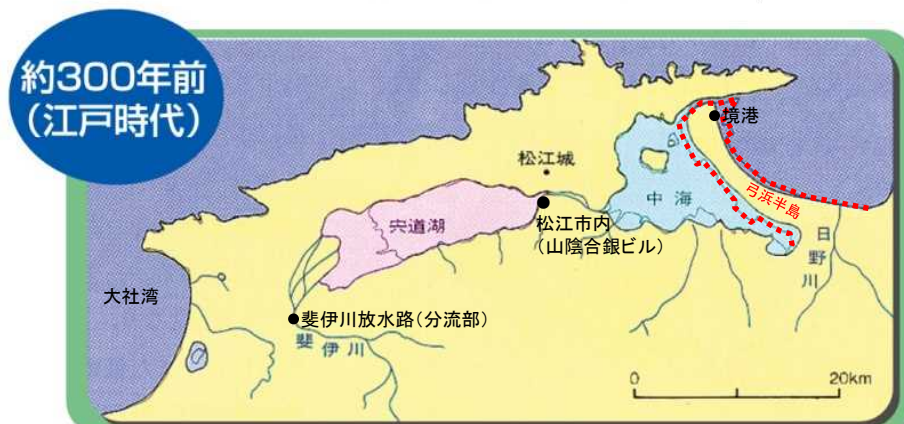 約300年前
（江戸時代）
境港
松江城
弓浜半島
中海
宍道湖
松江市内
（山陰合銀ビル）
日野川
大社湾
斐伊川放水路（分流部）
斐伊川
0
20km